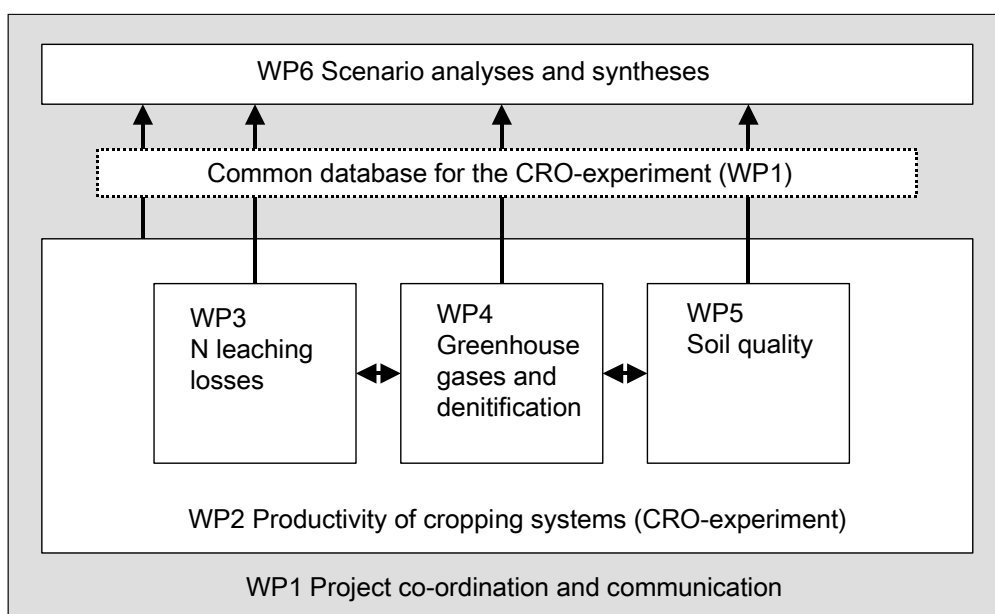 WP6 Scenario analyses and syntheses
Common database for the CRO-experiment (WP1)
WP3
N leaching
losses
WP4
Greenhouse
gases and
denitification
WP5
Soil quality
WP2 Productivity of cropping systems (CRO-experiment)
WP1 Project co-ordination and communication